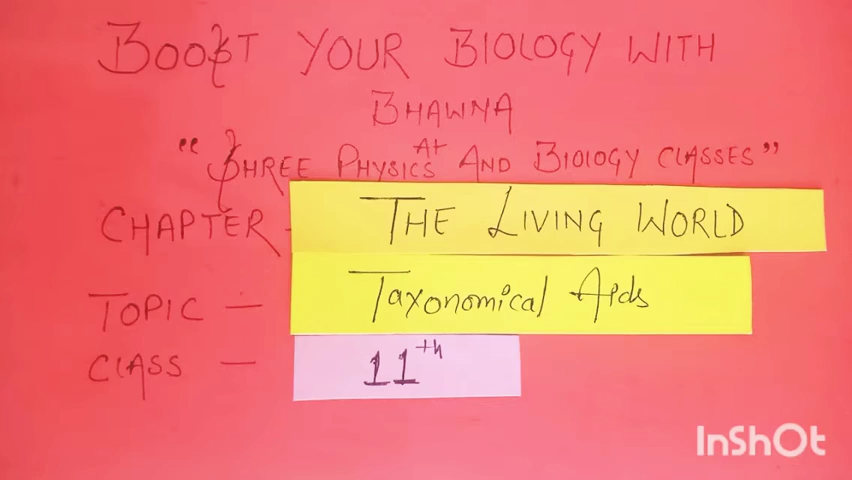 BOOST YOUR BIOLOGY WITH
BHAWNA
At
"SHREE PHYSICS AND BIOLOGY CLASSES"
CHAPTER - THE LIVING WORLD
TOPIC - Taxonomical Aids
CLASS - 11th
InShOt